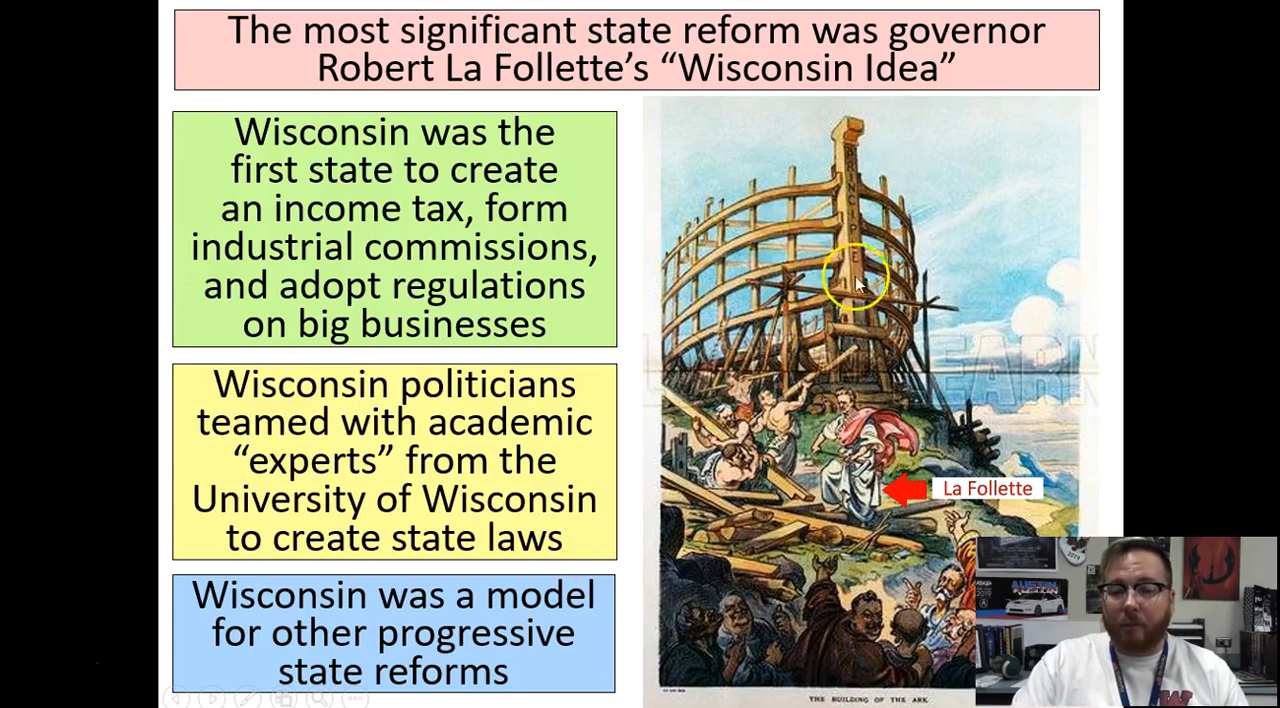 The most significant state reform was governor
Robert La Follette’s “Wisconsin Idea”
Wisconsin was the
first state to create
an income tax, form
industrial commissions,
and adopt regulations
on big businesses
Wisconsin politicians
teamed with academic
“experts” from the
University of Wisconsin
to create state laws
Wisconsin was a model
for other progressive
state reforms
PRINCIPLE
La Follette
THE BUILDING OF THE ARK
AUSTIN
2019